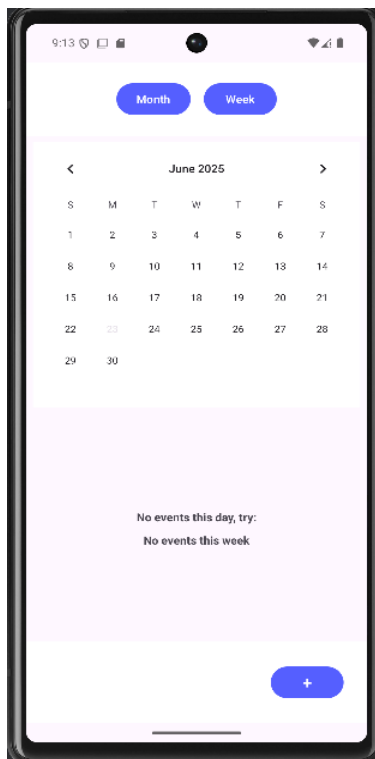 9:13
Month Week
June 2025
S M T W T F S
1 2 3 4 5 6 7
8 9 10 11 12 13 14
15 16 17 18 19 20 21
22 23 24 25 26 27 28
29 30
No events this day, try:
No events this week
+